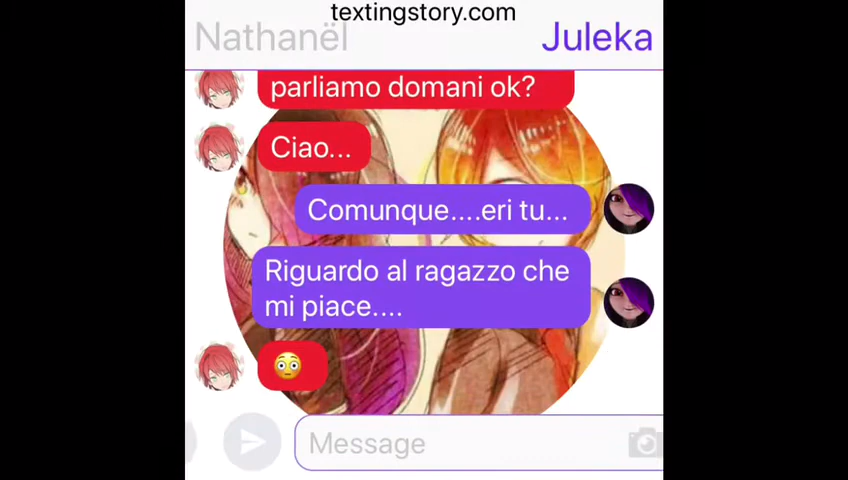 textingstory.com
Nathanël
Juleka
parliamo domani ok?
Ciao...
Comunque....eri tu...
Riguardo al ragazzo che
mi piace....
Message